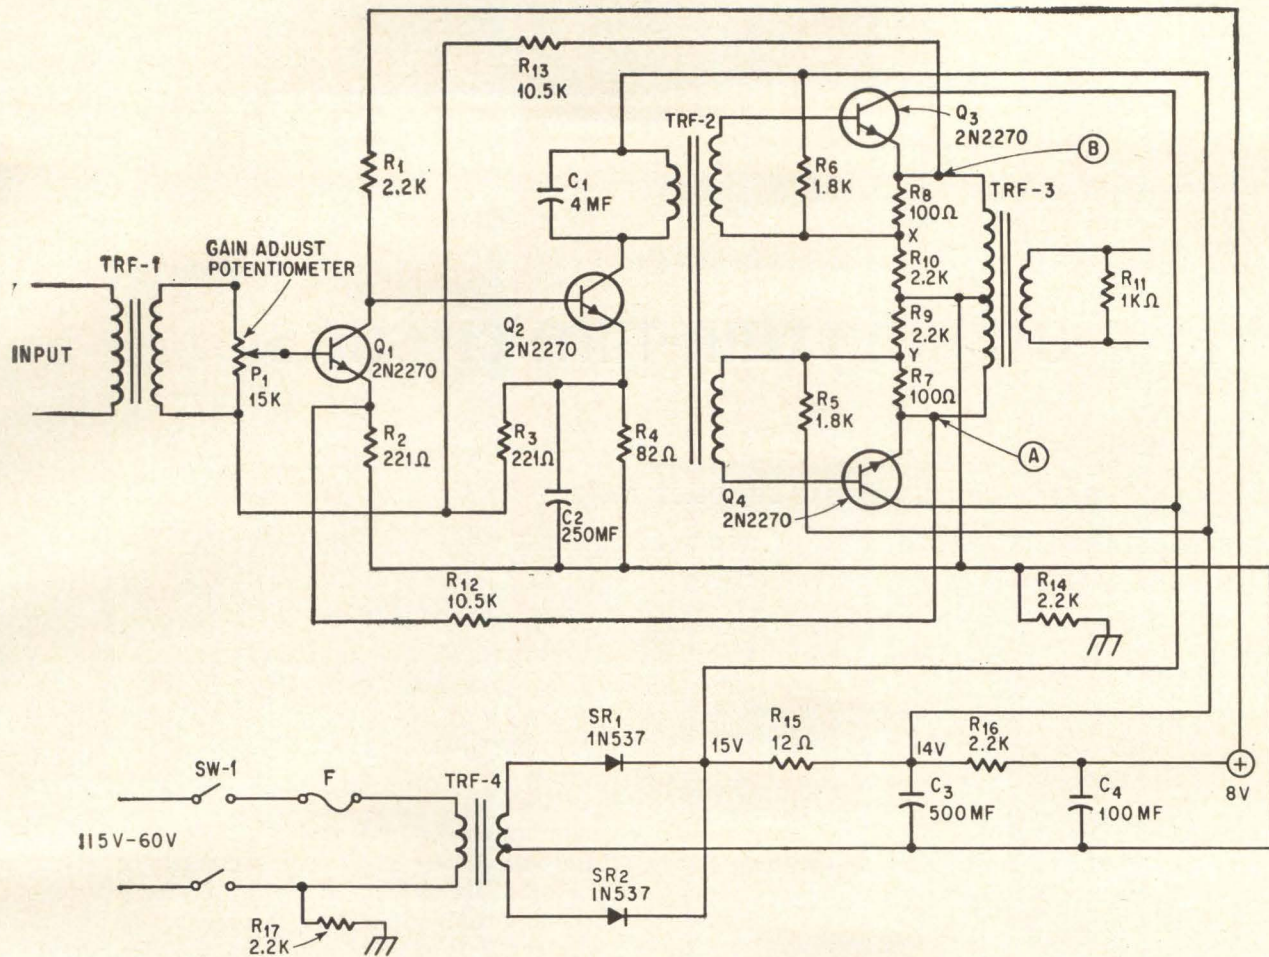 R13
10.5K
R1
2.2K
C1
4MF
TRF-2
R6
1.8K
Q3
2N2270
B
R8
100Ω
TRF-3
X
R10
2.2K
R11
1KΩ
R9
2.2K
Y
R7
100Ω
GAIN ADJUST
POTENTIOMETER
TRF-1
INPUT
P1
15K
Q1
2N2270
Q2
2N2270
R2
221Ω
R3
221Ω
R4
82Ω
R5
1.8K
A
C2
250MF
Q4
2N2270
R12
10.5K
R14
2.2K
SR1
1N537
15V
R15
12Ω
14V
R16
2.2K
+
8V
SW-1
F
TRF-4
C3
500MF
C4
100MF
115V-60V
SR2
1N537
R17
2.2K